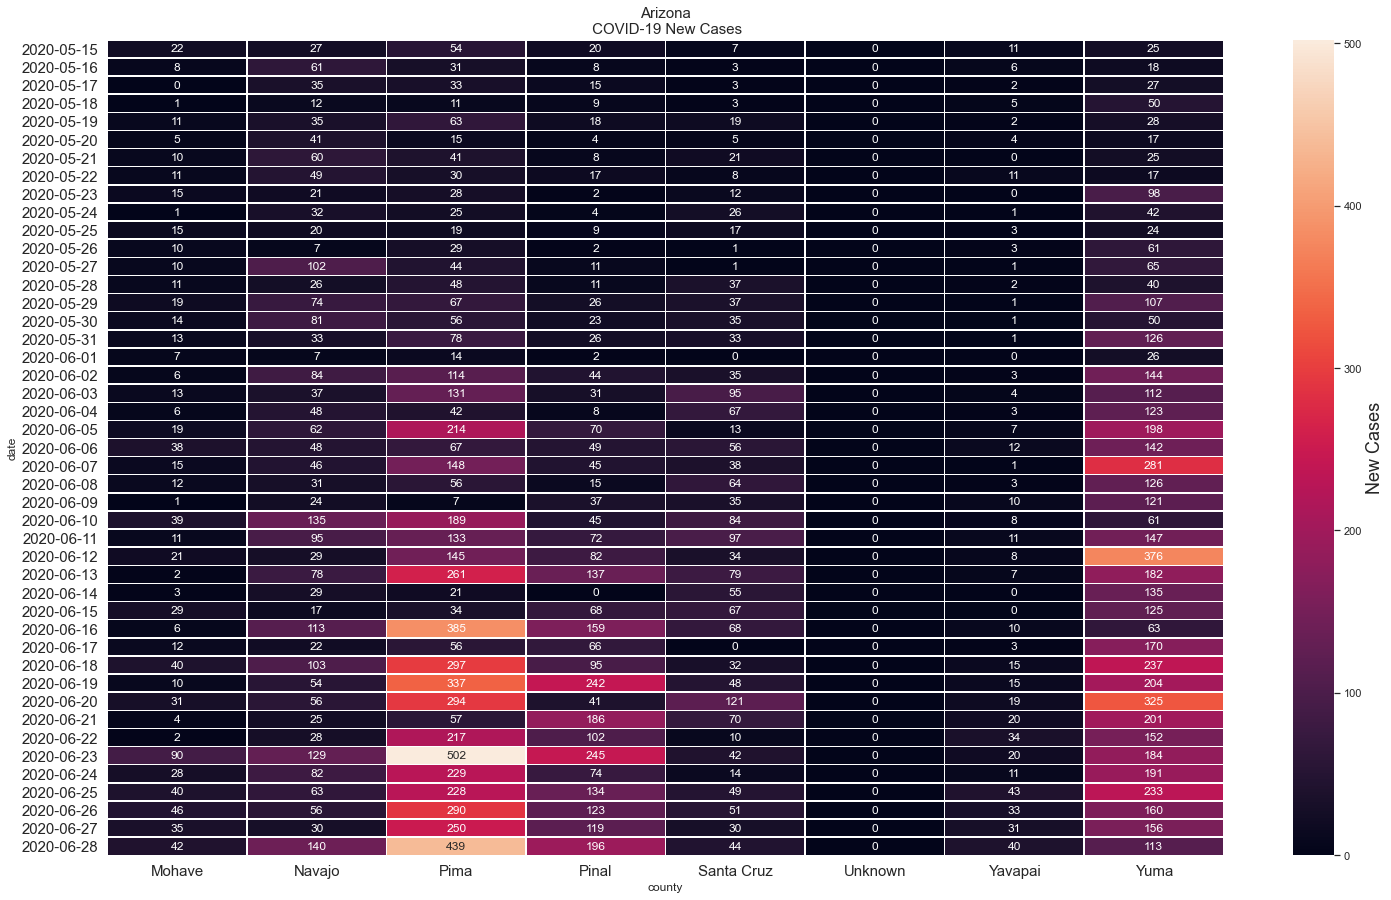 Arizona
COVID-19 New Cases
2020-05-15 22 27 54 20 7 0 11 25
2020-05-16 8 61 31 8 3 0 6 18
2020-05-17 0 35 33 15 3 0 2 27
2020-05-18 1 12 11 9 3 0 5 50
2020-05-19 11 35 63 18 19 0 2 28
2020-05-20 5 41 15 4 5 0 4 17
2020-05-21 10 60 41 8 21 0 0 25
2020-05-22 11 49 30 17 8 0 11 17
2020-05-23 15 21 28 2 12 0 0 98
2020-05-24 1 32 25 4 26 0 1 42
2020-05-25 15 20 19 9 17 0 3 24
2020-05-26 10 7 29 2 1 0 3 61
2020-05-27 10 102 44 11 1 0 1 65
2020-05-28 11 26 48 11 37 0 2 40
2020-05-29 19 74 67 26 37 0 1 107
2020-05-30 14 81 56 23 35 0 1 50
2020-05-31 13 33 78 26 33 0 1 126
2020-06-01 7 7 14 2 0 0 0 26
2020-06-02 6 84 114 44 35 0 3 144
2020-06-03 13 37 131 31 95 0 4 112
2020-06-04 6 48 42 8 67 0 3 123
2020-06-05 19 62 214 70 13 0 7 198
2020-06-06 38 48 67 49 56 0 12 142
2020-06-07 15 46 148 45 38 0 1 281
2020-06-08 12 31 56 15 64 0 3 126
2020-06-09 1 24 7 37 35 0 10 121
2020-06-10 39 135 189 45 84 0 8 61
2020-06-11 11 95 133 72 97 0 11 147
2020-06-12 21 29 145 82 34 0 8 376
2020-06-13 2 78 261 137 79 0 7 182
2020-06-14 3 29 21 0 55 0 0 135
2020-06-15 29 17 34 68 67 0 0 125
2020-06-16 6 113 385 159 68 0 10 63
2020-06-17 12 22 56 66 0 0 3 170
2020-06-18 40 103 297 95 32 0 15 237
2020-06-19 10 54 337 242 48 0 15 204
2020-06-20 31 56 294 41 121 0 19 325
2020-06-21 4 25 57 186 70 0 20 201
2020-06-22 2 28 217 102 10 0 34 152
2020-06-23 90 129 502 245 42 0 20 184
2020-06-24 28 82 229 74 14 0 11 191
2020-06-25 40 63 228 134 49 0 43 233
2020-06-26 46 56 290 123 51 0 33 160
2020-06-27 35 30 250 119 30 0 31 156
2020-06-28 42 140 439 196 44 0 40 113
Mohave Navajo Pima Pinal Santa Cruz Unknown Yavapai Yuma
county
date
500
400
300
200
100
0
New Cases